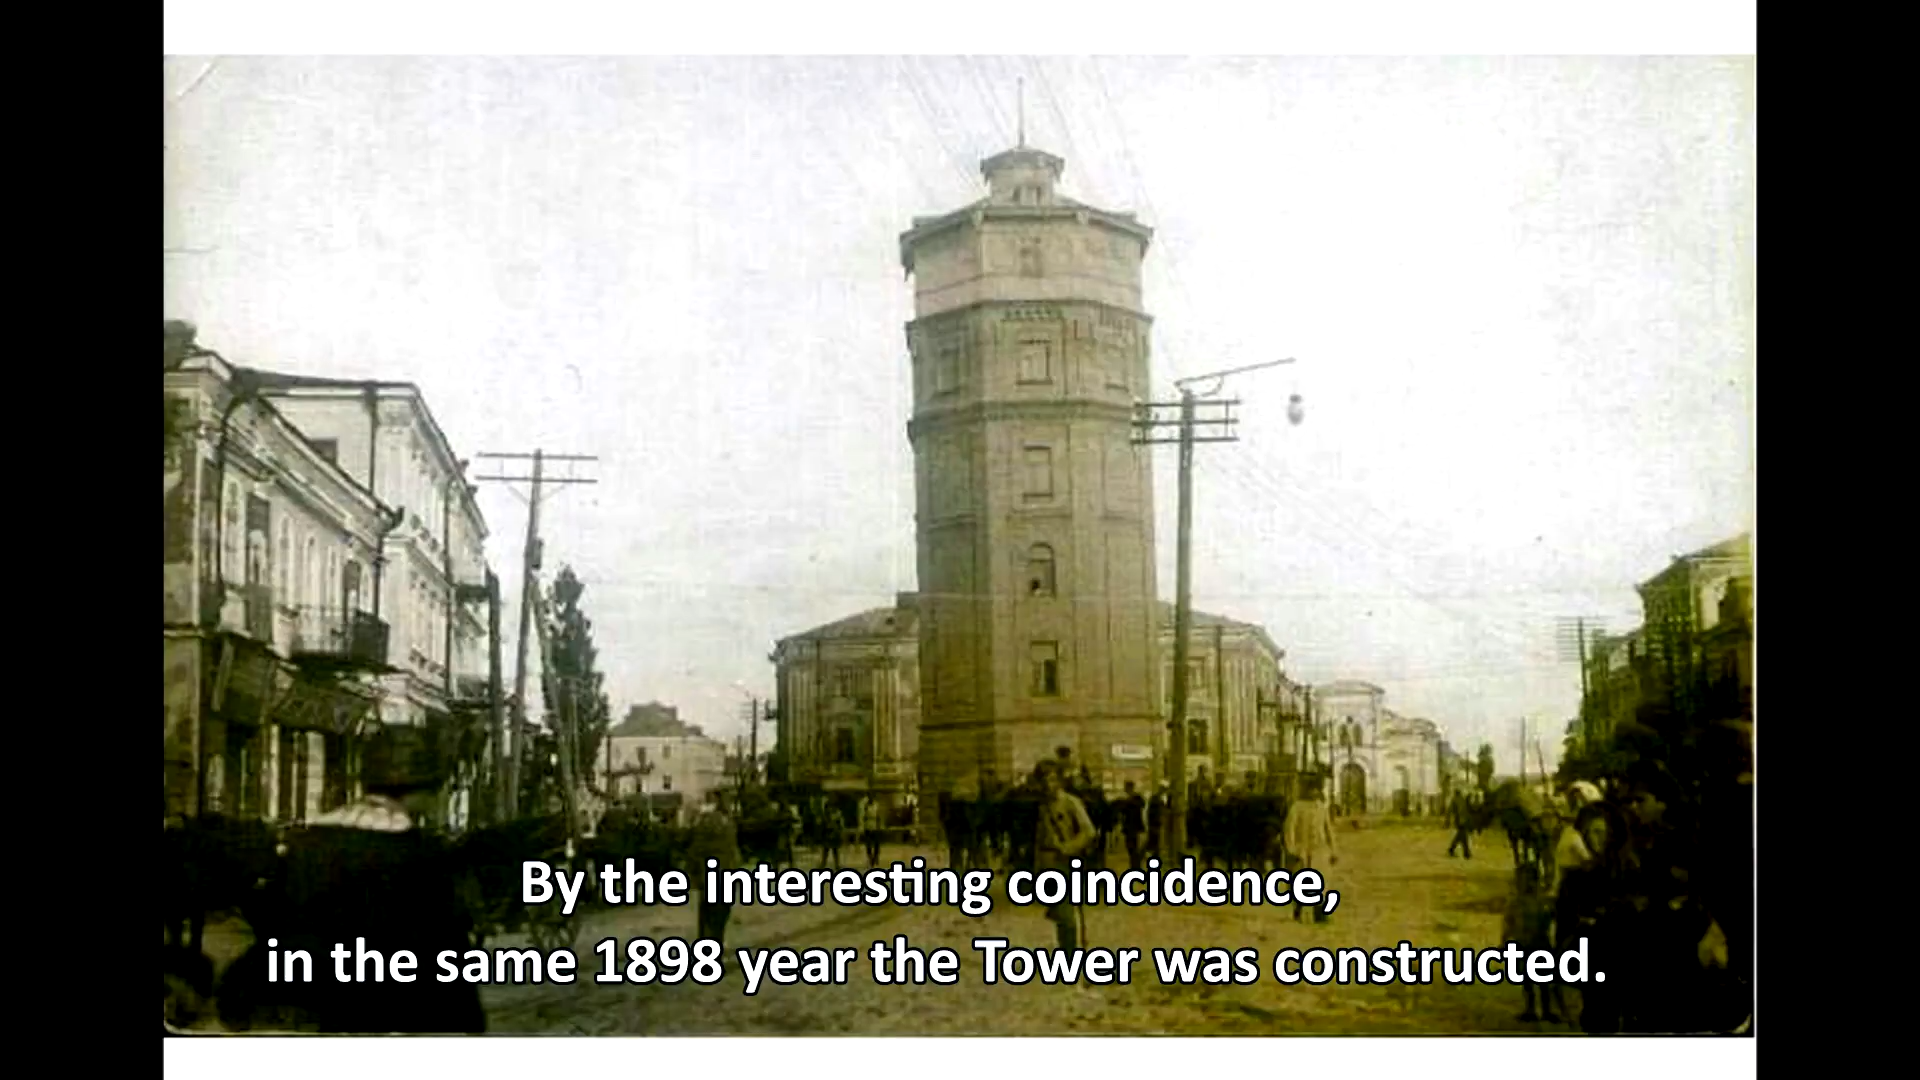 By the interesting coincidence,
in the same 1898 year the Tower was constructed.